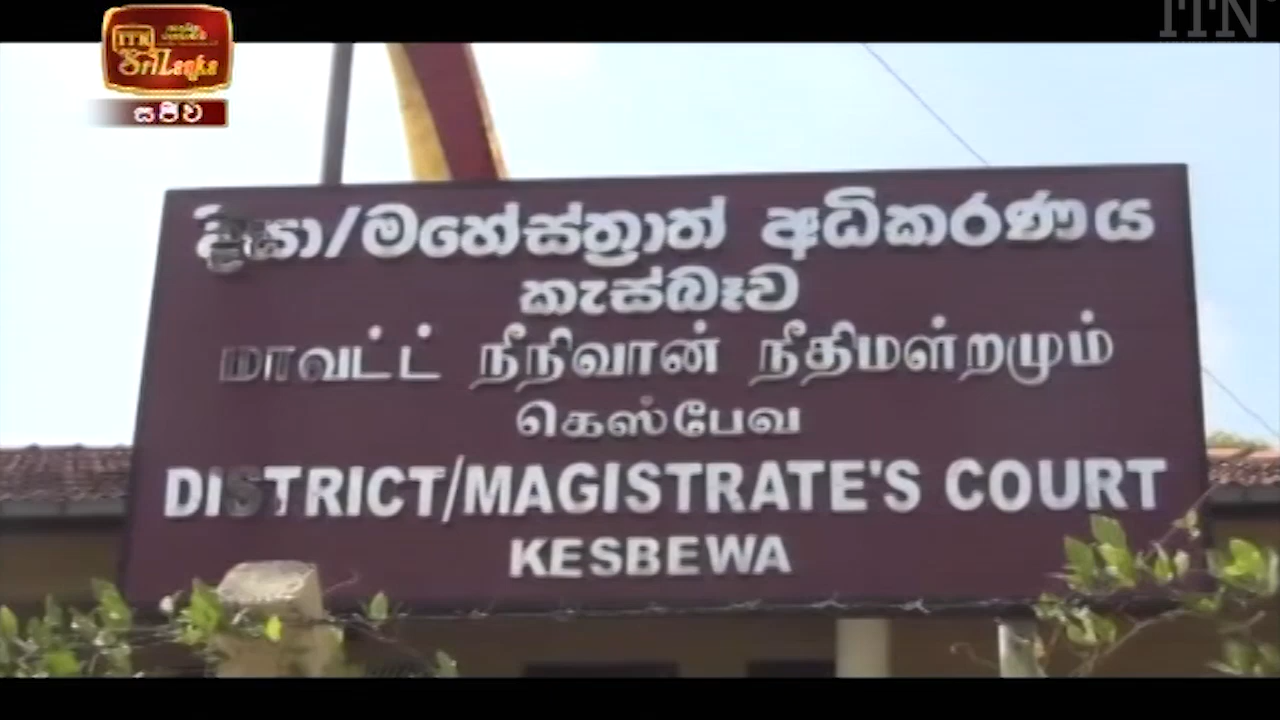 ITN
ITN
Sri Lanka
සජීව
දිසා/මහේස්ත්‍රාත් අධිකරණය
කැස්බෑව
மாவட்ட் நீநிவான் நீதிமன்றமும்
கெஸ்பேவ
DISTRICT/MAGISTRATE'S COURT
KESBEWA